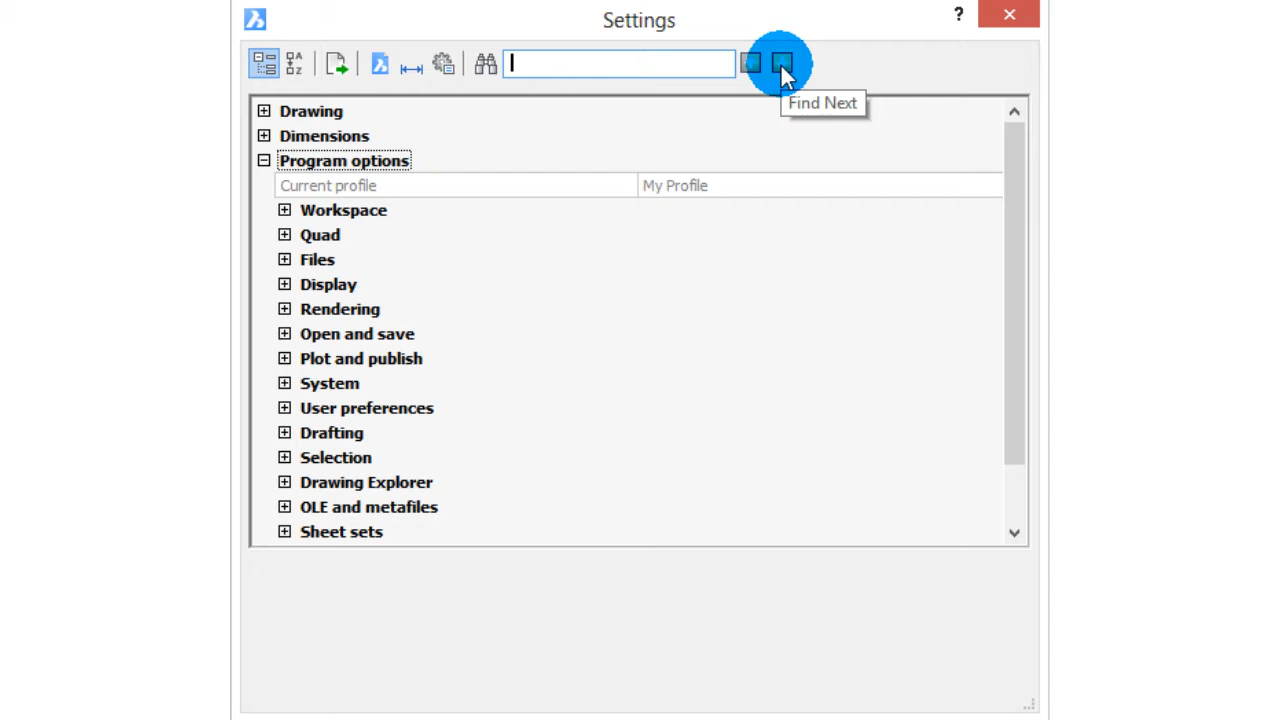 Settings
?
A
Z
Find Next
Drawing
Dimensions
Program options
Current profile My Profile
Workspace
Quad
Files
Display
Rendering
Open and save
Plot and publish
System
User preferences
Drafting
Selection
Drawing Explorer
OLE and metafiles
Sheet sets